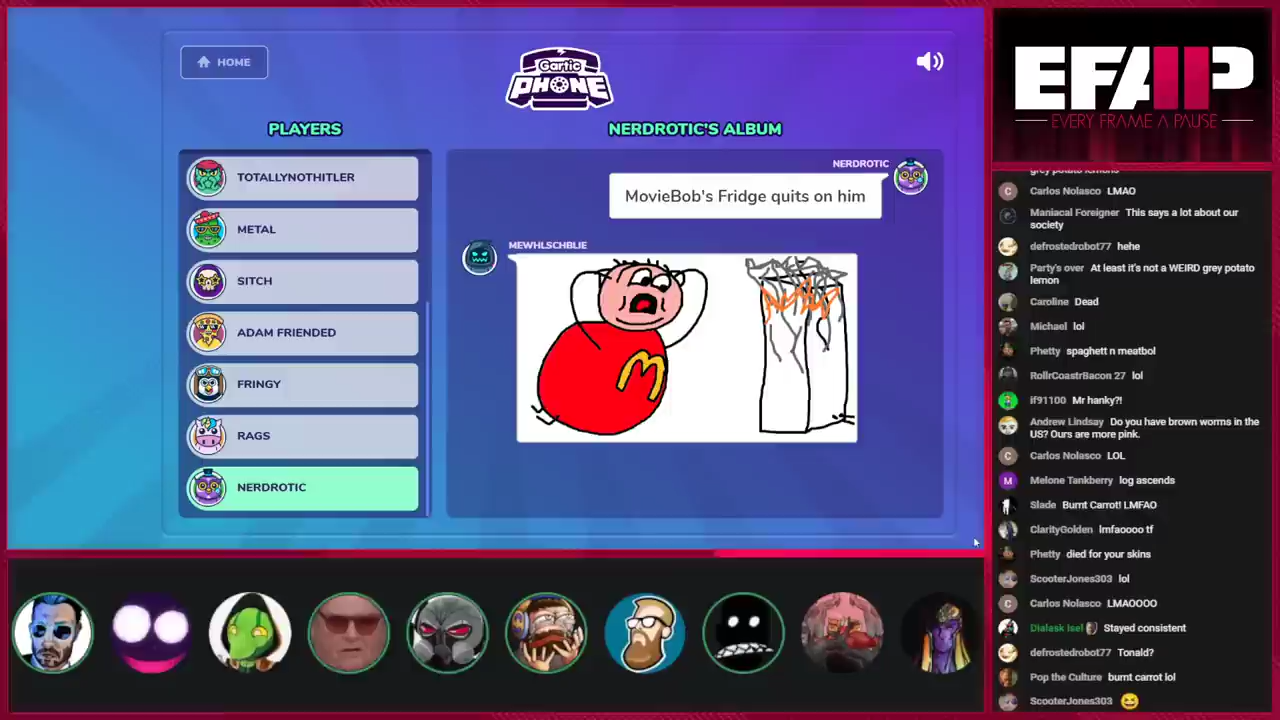 HOME
Gartic
PHONE
PLAYERS
TOTALLYNOTHITLER
METAL
SITCH
ADAM FRIENDED
FRINGY
RAGS
NERDROTIC
NERDROTIC'S ALBUM
NERDROTIC
MovieBob's Fridge quits on him
MEWHLSCHBLIE
EFAP
EVERY FRAME A PAUSE
grey potato lemons
Carlos Nolasco LMAO
Maniacal Foreigner This says a lot about our
society
defrostedrobot77 hehe
Party's over At least it's not a WEIRD grey potato
lemon
Caroline Dead
Michael lol
Phetty spaghett n meatbol
RollrCoastrBacon 27 lol
if91100 Mr hanky?!
Andrew Lindsay Do you have brown worms in the
US? Ours are more pink.
Carlos Nolasco LOL
Melone Tankberry log ascends
Slade Burnt Carrot! LMFAO
ClarityGolden lmfaoooo tf
Phetty died for your skins
ScooterJones303 lol
Carlos Nolasco LMAOOOO
Dialask Isel Stayed consistent
defrostedrobot77 Tonald?
Pop the Culture burnt carrot lol
ScooterJones303